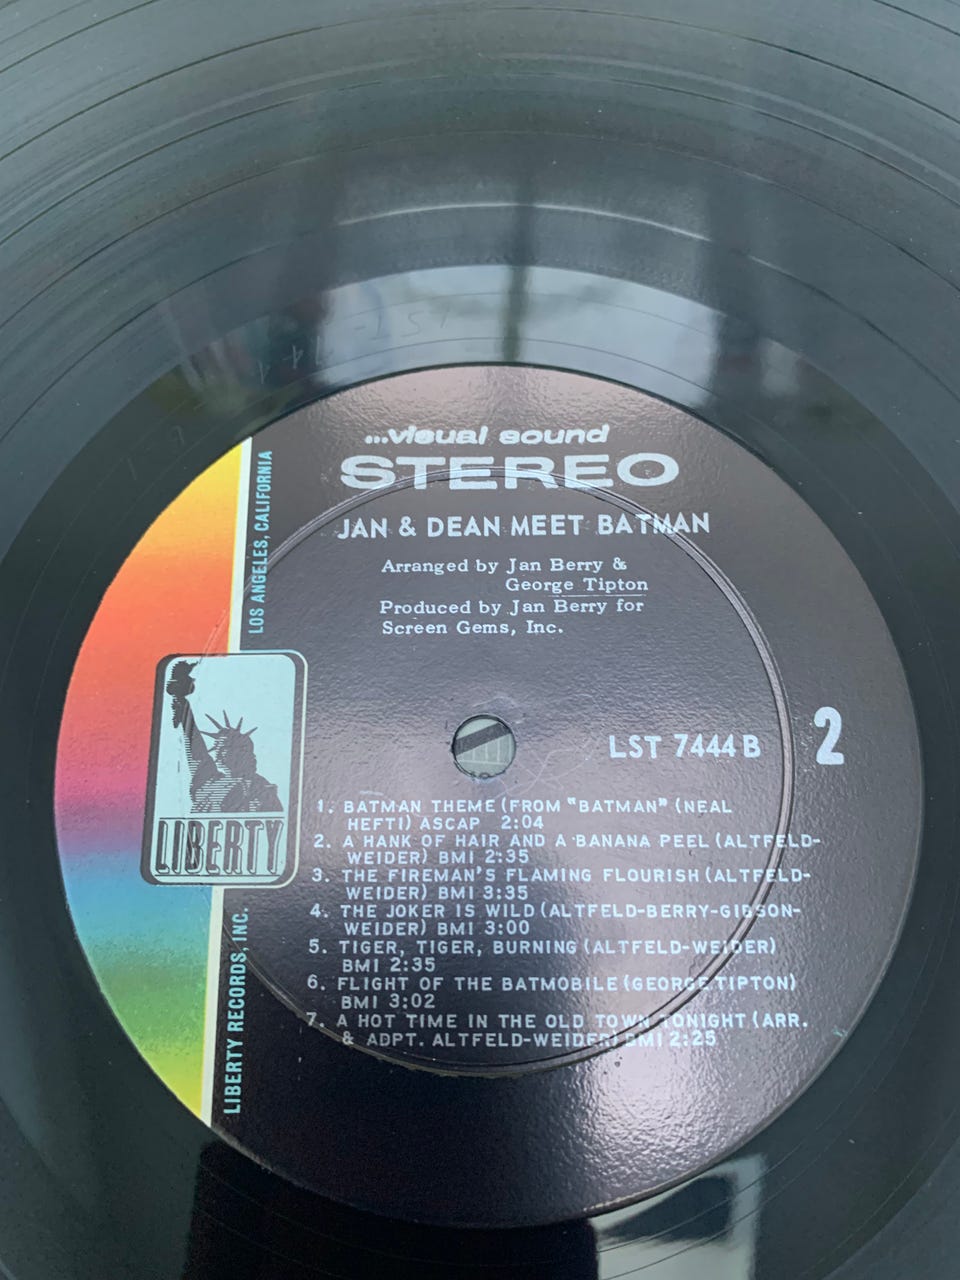 ...visual sound
STEREO
JAN & DEAN MEET BATMAN
Arranged by Jan Berry &
George Tipton
Produced by Jan Berry for
Screen Gems, Inc.
LOS ANGELES, CALIFORNIA
LIBERTY
LIBERTY RECORDS, INC.
LST 7444 B
2
1. BATMAN THEME (FROM "BATMAN" (NEAL
HEFTI) ASCAP 2:04
2. A HANK OF HAIR AND A BANANA PEEL (ALTFELD-
WEIDER) BMI 2:35
3. THE FIREMAN'S FLAMING FLOURISH (ALTFELD-
WEIDER) BMI 3:35
4. THE JOKER IS WILD (ALTFELD-BERRY-GIBSON-
WEIDER) BMI 3:00
5. TIGER, TIGER, BURNING (ALTFELD-WEIDER)
BMI 2:35
6. FLIGHT OF THE BATMOBILE (GEORGE TIPTON)
BMI 3:02
7. A HOT TIME IN THE OLD TOWN TONIGHT (ARR.
& ADPT. ALTFELD-WEIDER) BMI 2:25